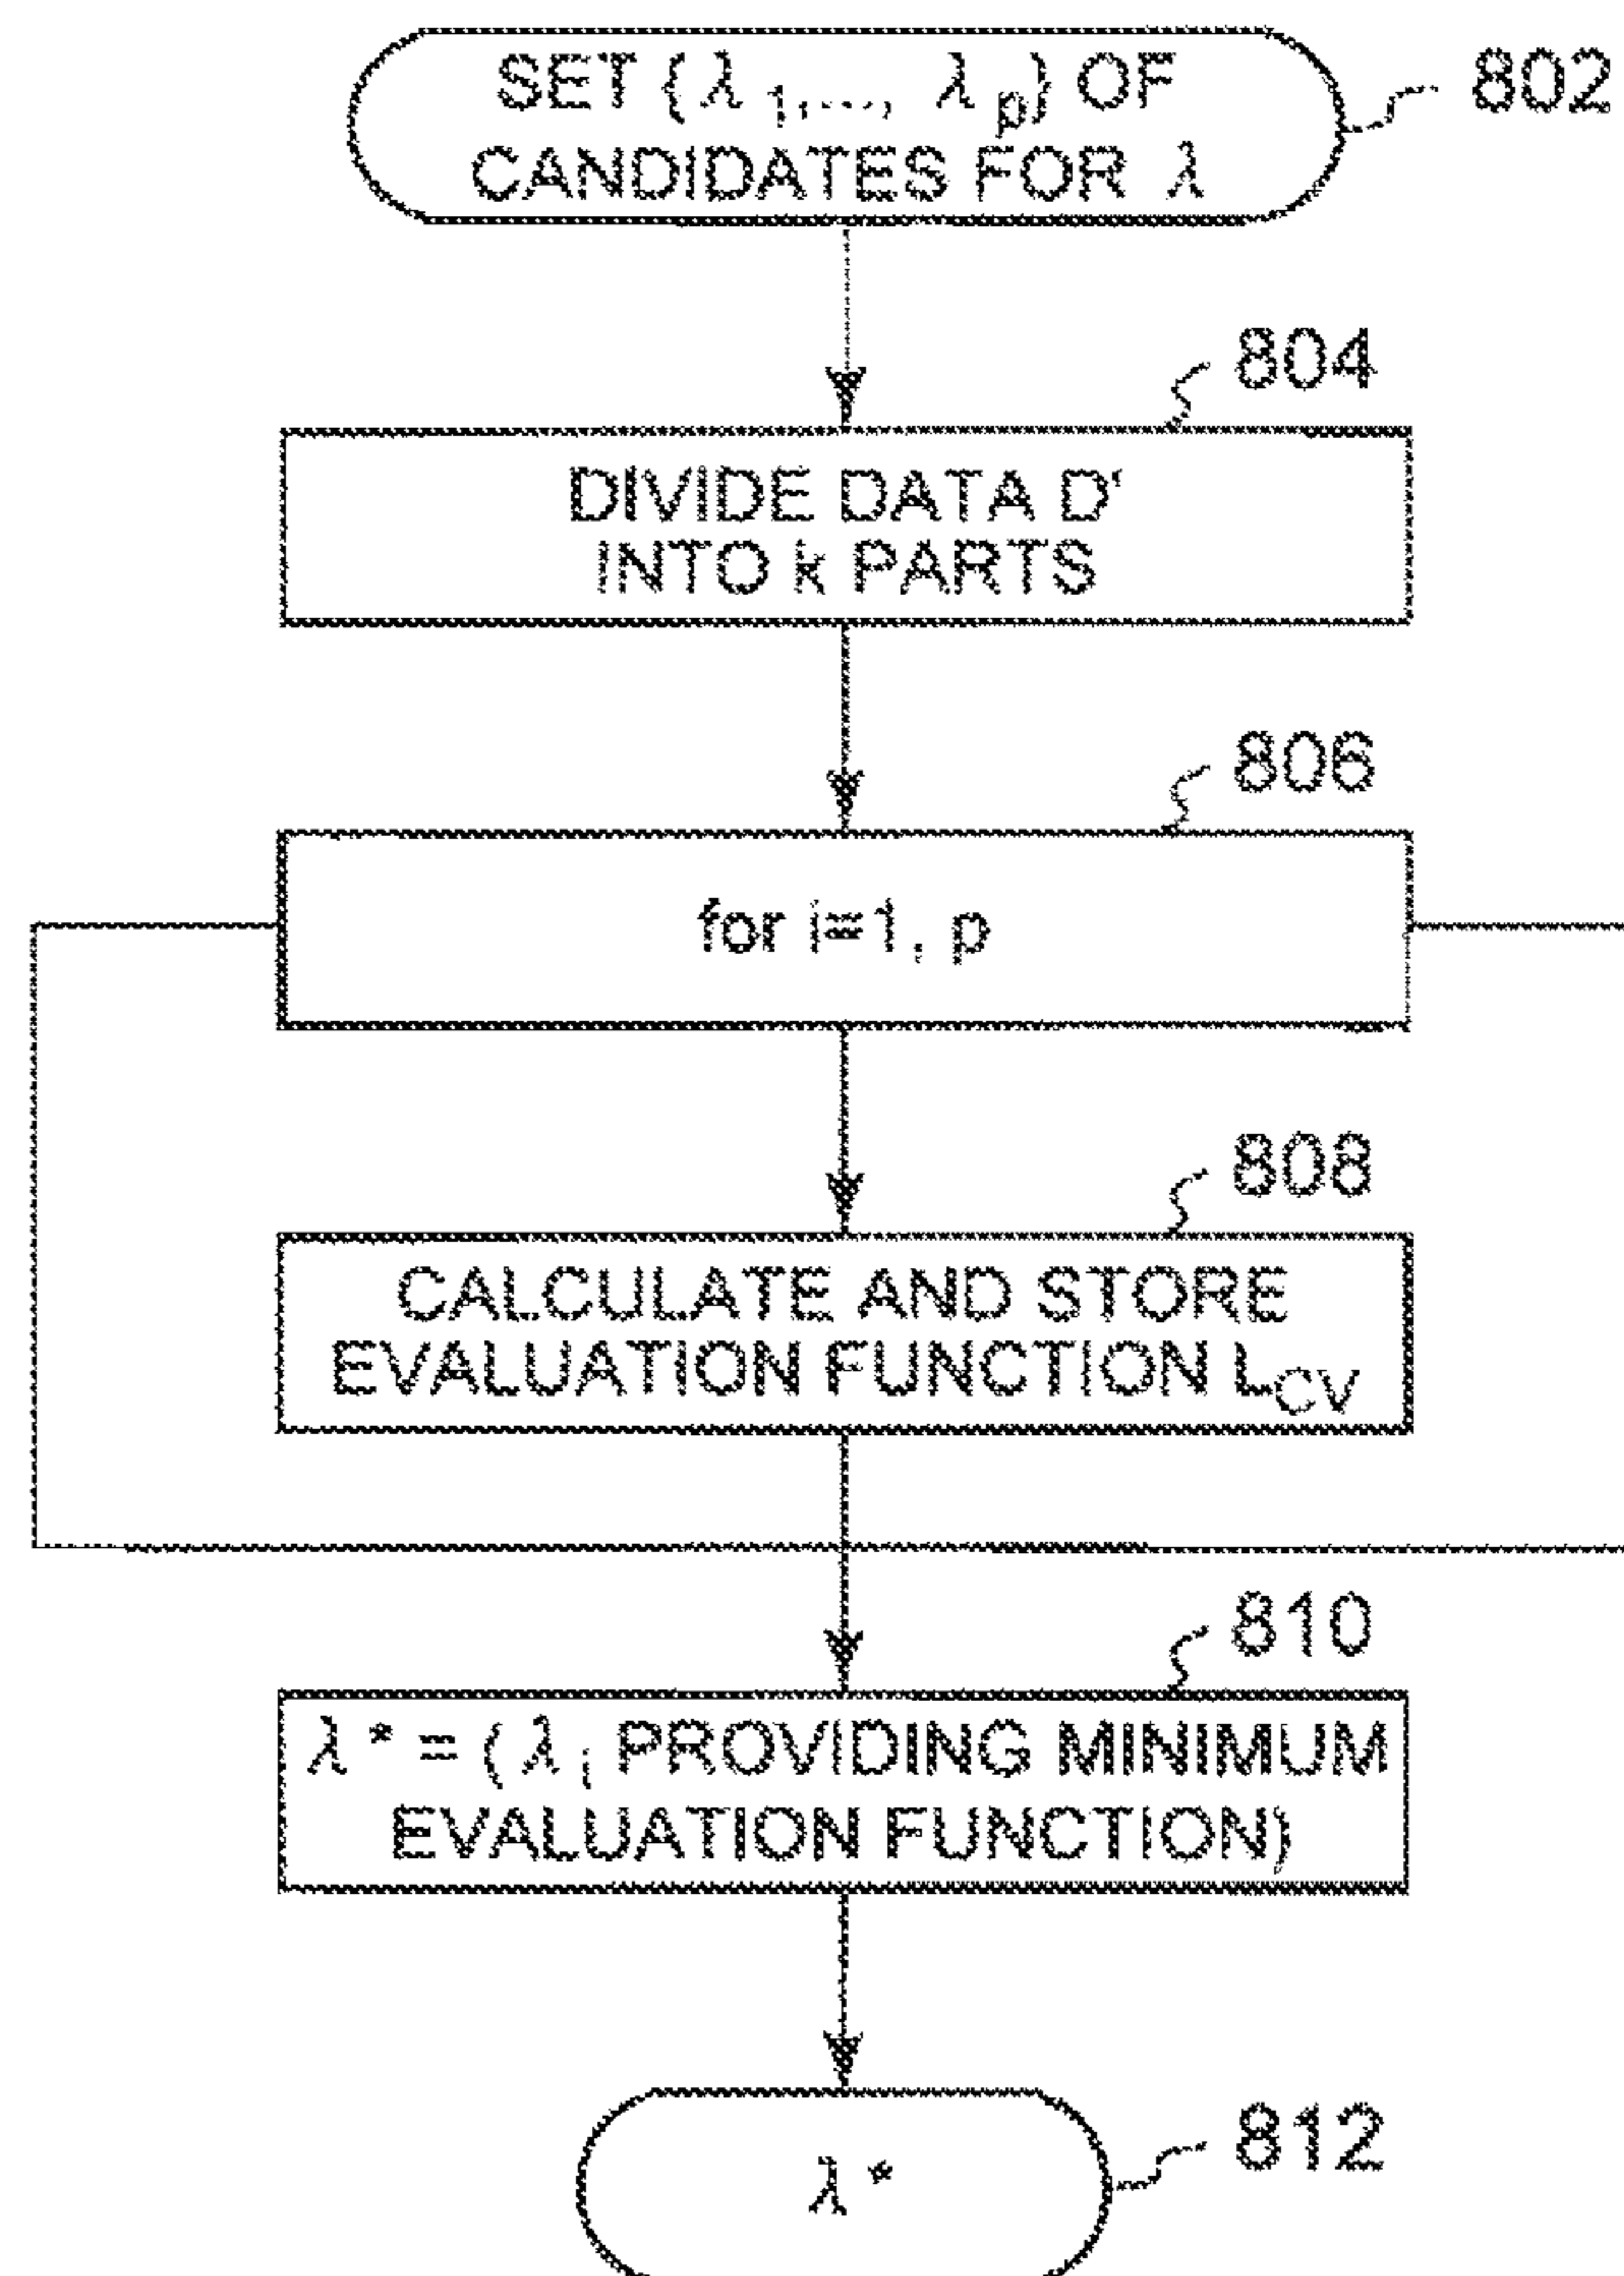 SET { λ 1,..., λ p} OF
CANDIDATES FOR λ
802
804
DIVIDE DATA D'
INTO k PARTS
806
for i=1, p
808
CALCULATE AND STORE
EVALUATION FUNCTION LCV
810
λ * = ( λ i PROVIDING MINIMUM
EVALUATION FUNCTION)
λ *
812